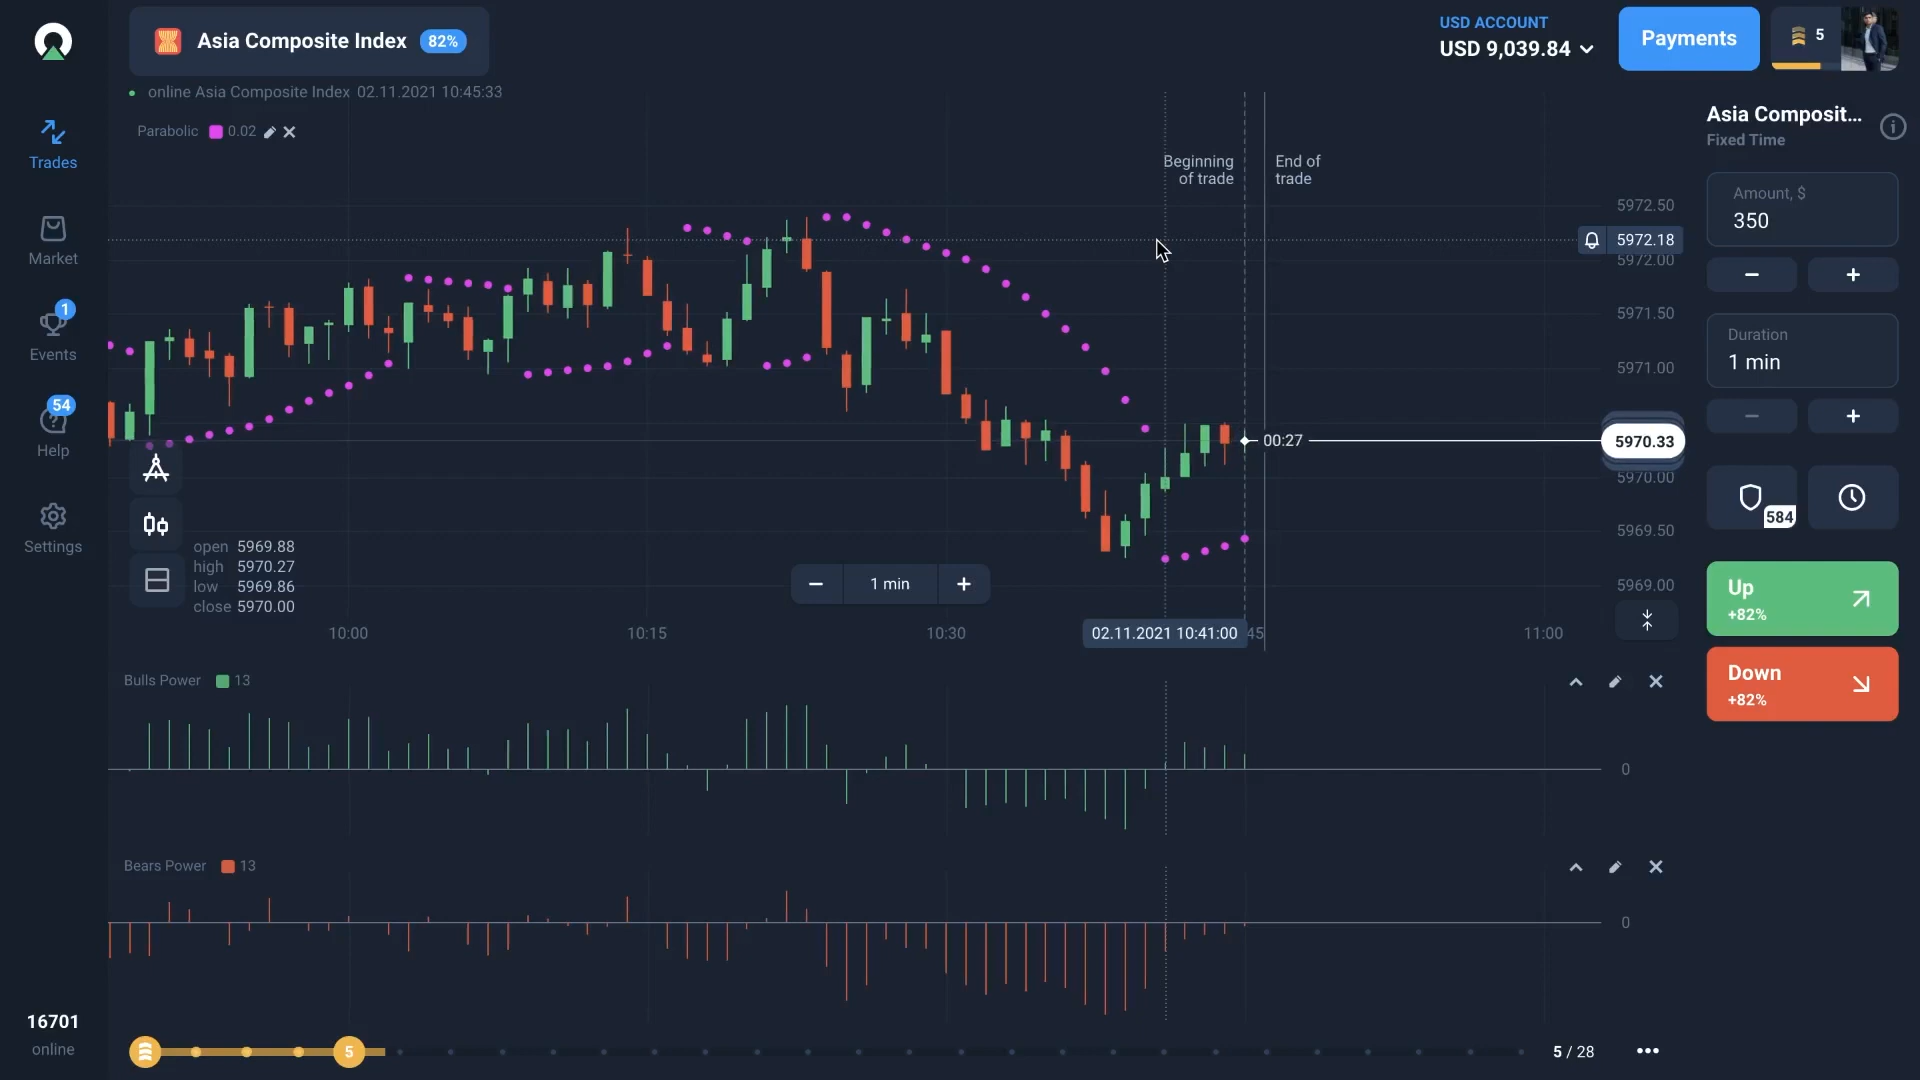 Asia Composite Index 82%
USD ACCOUNT
USD 9,039.84
Payments
5
online Asia Composite Index 02.11.2021 10:45:33
Parabolic 0.02
Trades
Market
1
Events
54
Help
Settings
16701
online
Beginning
of trade
End of
trade
5972.50
5972.18
5972.00
5971.50
5971.00
5970.33
5970.00
5969.50
5969.00
00:27
open 5969.88
high 5970.27
low 5969.86
close 5970.00
1 min
10:00
10:15
10:30
02.11.2021 10:41:00
45
11:00
Bulls Power 13
0
Bears Power 13
0
5
5 / 28
Asia Composit...
Fixed Time
Amount, $
350
Duration
1 min
584
Up
+82%
Down
+82%